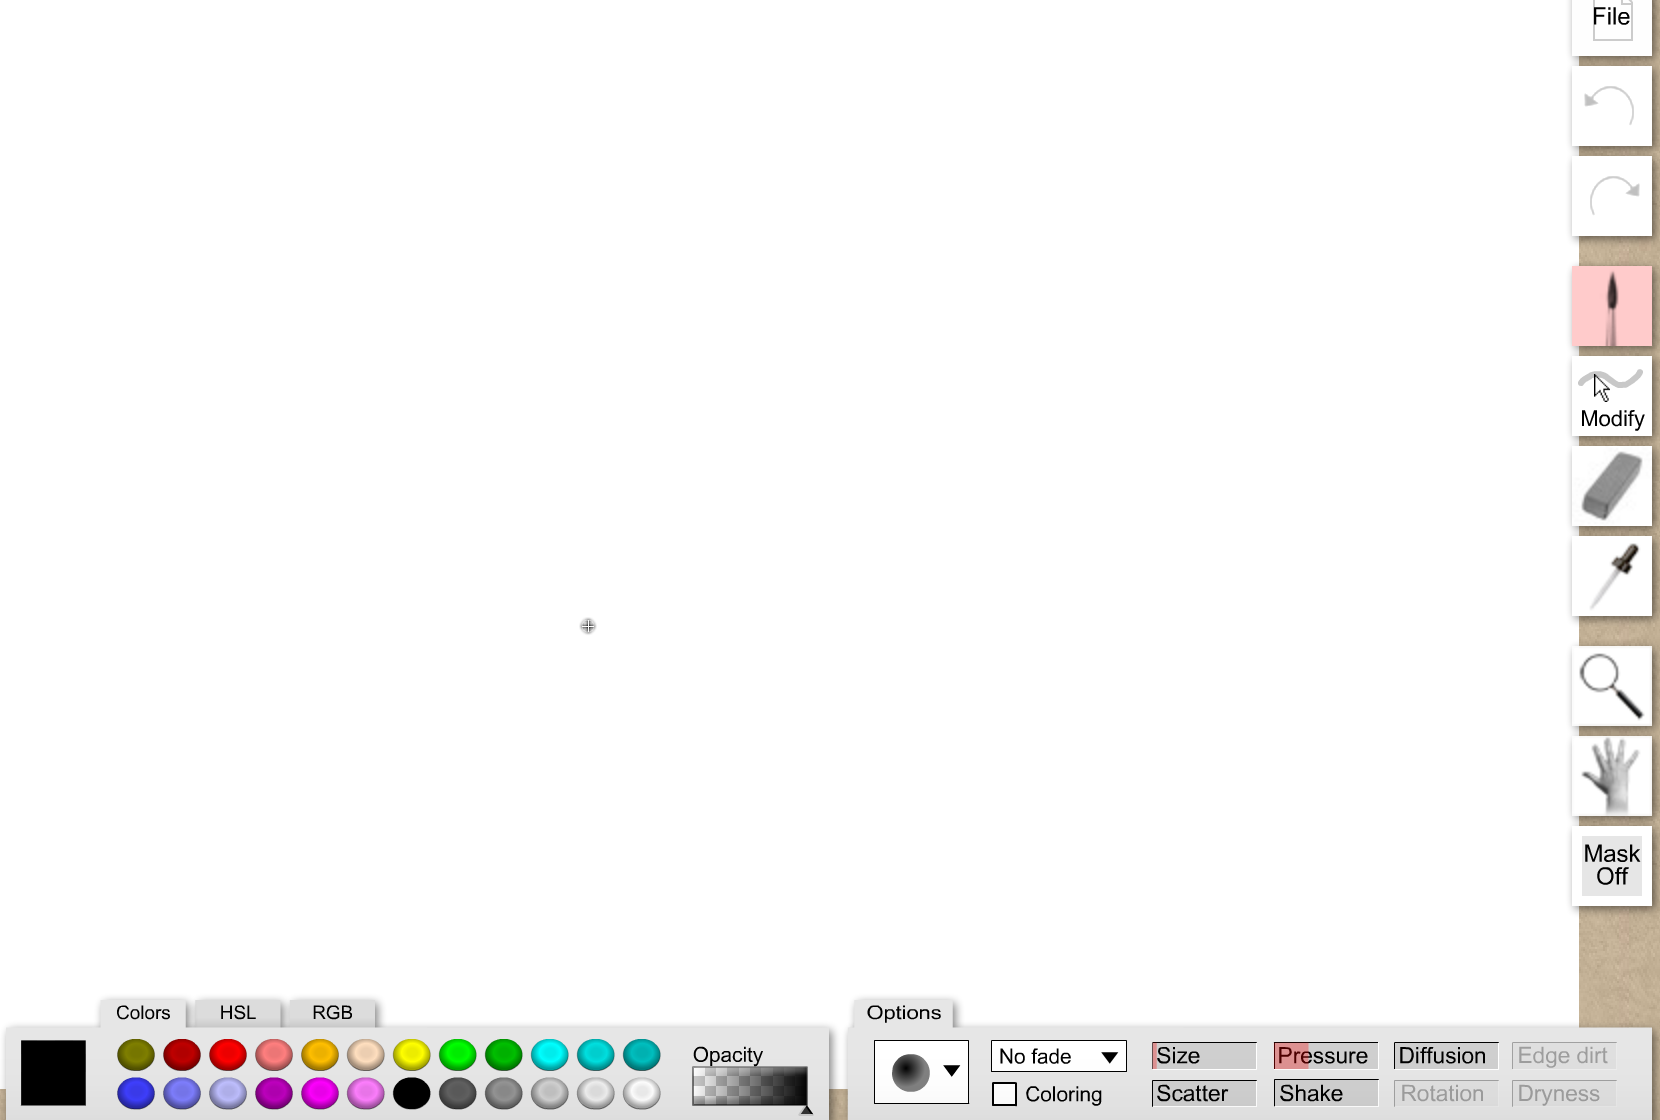 File
Modify
Mask
Off
Colors HSL RGB
Opacity
Options
No fade
Coloring
Size Pressure Diffusion Edge dirt
Scatter Shake Rotation Dryness